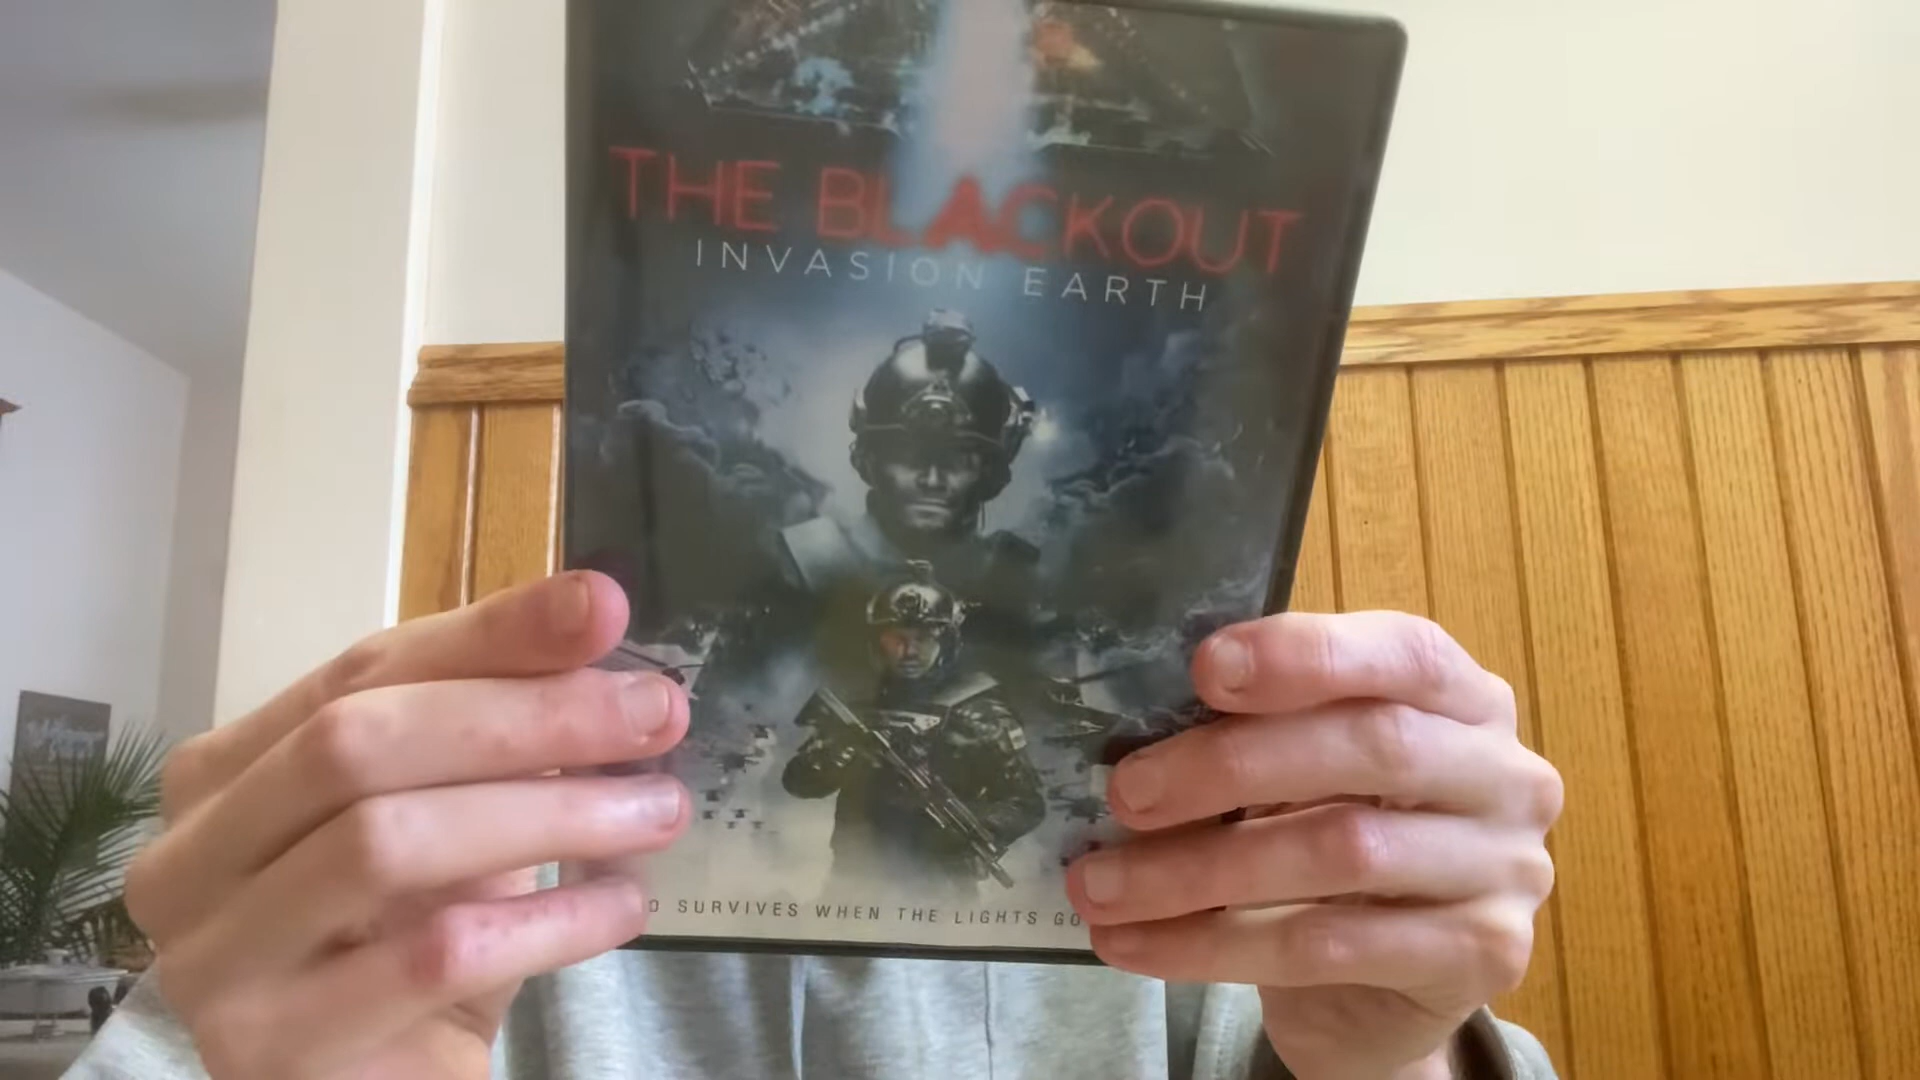 THE BLACKOUT
INVASION EARTH
O SURVIVES WHEN THE LIGHTS GO